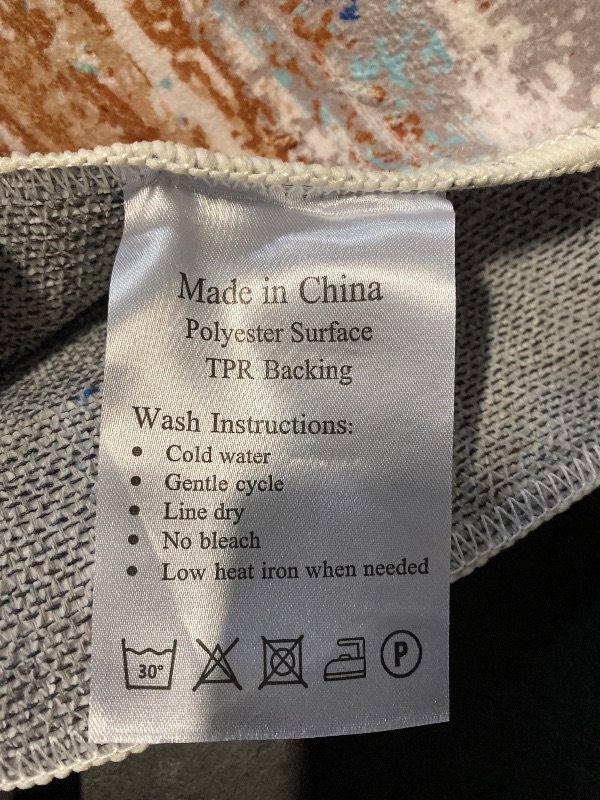 Made in China
Polyester Surface
TPR Backing
Wash Instructions:
• Cold water
• Gentle cycle
• Line dry
• No bleach
• Low heat iron when needed
30° P